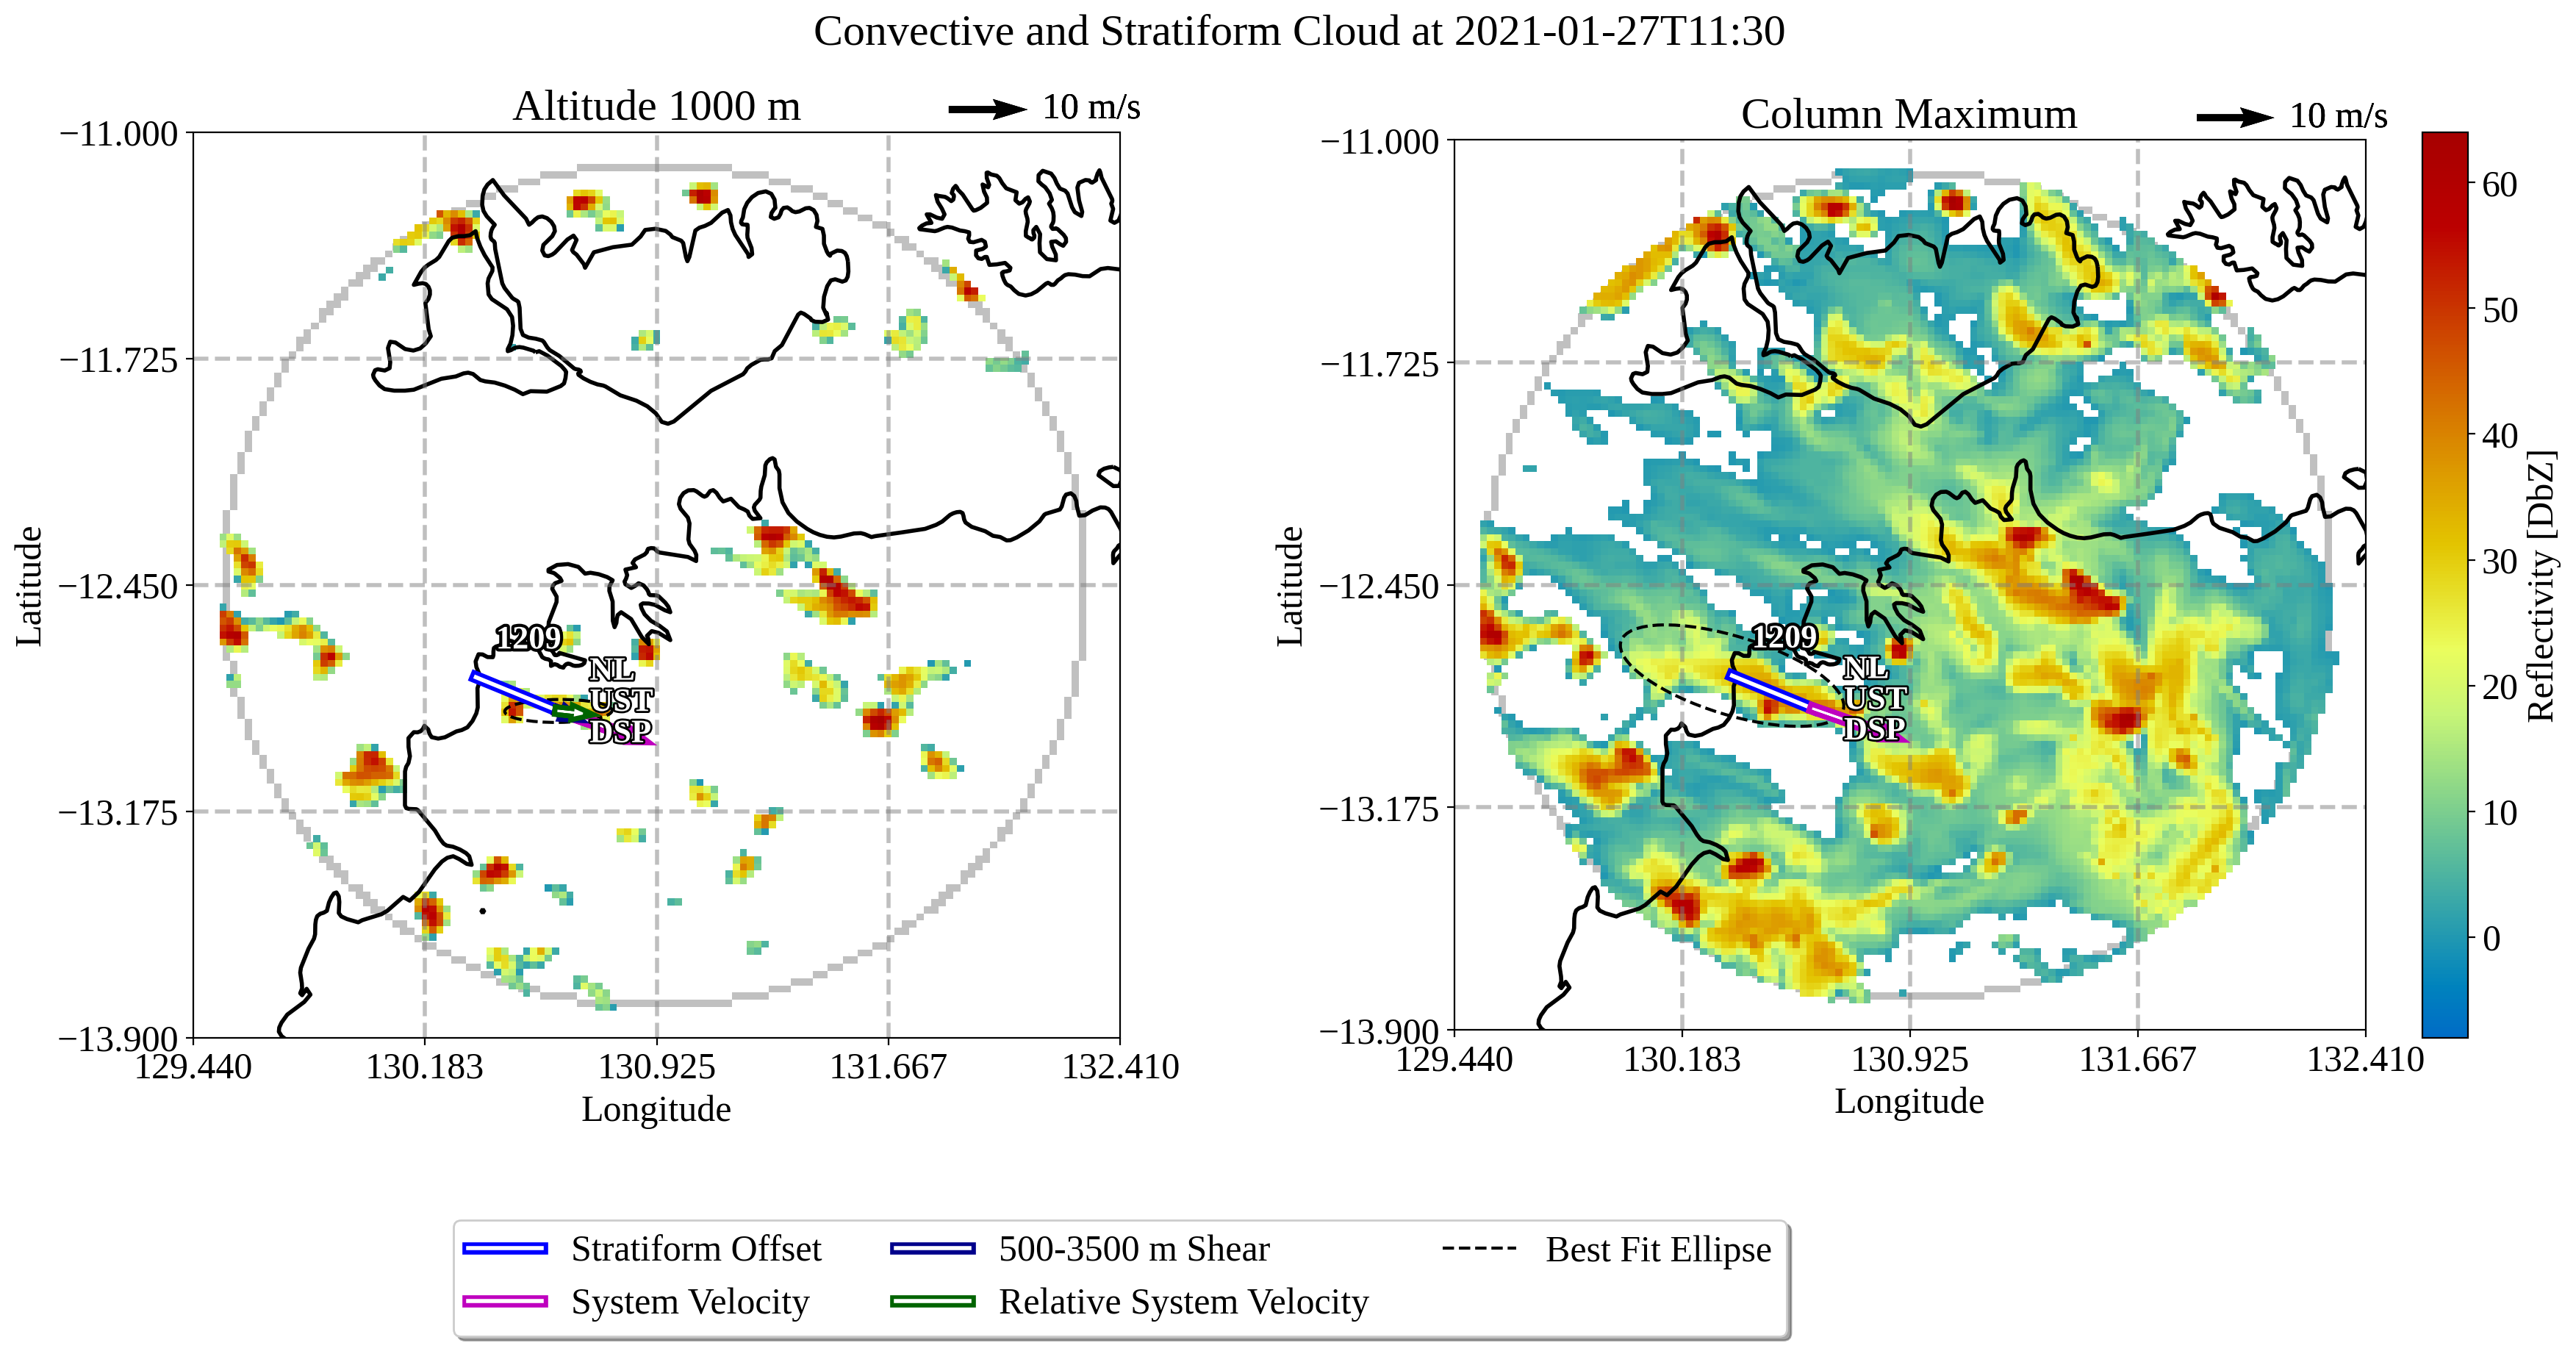 Convective and Stratiform Cloud at 2021-01-27T11:30
Altitude 1000 m
10 m/s
−11.000
−11.725
−12.450
−13.175
−13.900
Latitude
129.440
130.183
130.925
131.667
132.410
Longitude
1209
NL
UST
DSP
Column Maximum
10 m/s
−11.000
−11.725
−12.450
−13.175
−13.900
Latitude
129.440
130.183
130.925
131.667
132.410
Longitude
1209
NL
UST
DSP
60
50
40
30
20
10
0
Reflectivity [DbZ]
Stratiform Offset
System Velocity
500-3500 m Shear
Relative System Velocity
Best Fit Ellipse